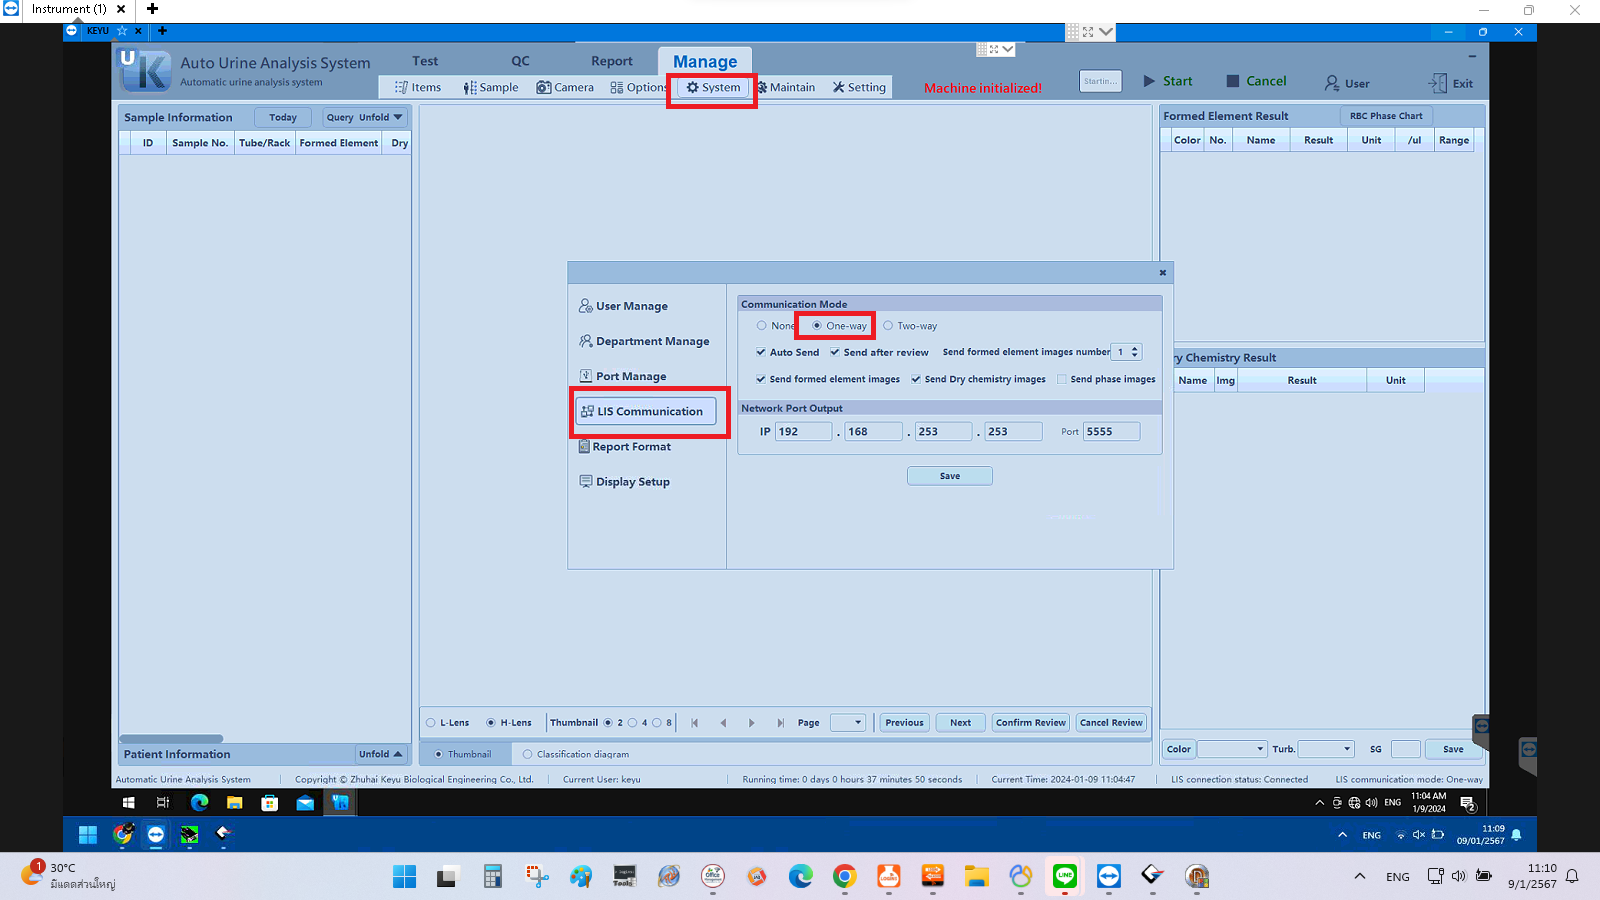 Instrument (1)
KEYU
Auto Urine Analysis System
Automatic urine analysis system
Test QC Report Manage
Items Sample Camera Options System Maintain Setting
Machine initialized!
Startin...
Start Cancel User Exit
Sample Information Today Query Unfold
ID Sample No. Tube/Rack Formed Element Dry
Formed Element Result RBC Phase Chart
Color No. Name Result Unit /ul Range
User Manage
Department Manage
Port Manage
LIS Communication
Report Format
Display Setup
Communication Mode
None One-way Two-way
Auto Send Send after review Send formed element images number 1
Send formed element images Send Dry chemistry images Send phase images
Network Port Output
IP 192 . 168 . 253 . 253 Port 5555
Save
ry Chemistry Result
Name Img Result Unit
L-Lens H-Lens Thumbnail 2 4 8 Page Previous Next Confirm Review Cancel Review
Thumbnail Classification diagram
Color Turb. SG Save
Patient Information Unfold
Automatic Urine Analysis System Copyright © Zhuhai Keyu Biological Engineering Co., Ltd. Current User: keyu Running time: 0 days 0 hours 37 minutes 50 seconds Current Time: 2024-01-09 11:04:47 LIS connection status: Connected LIS communication mode: One-way
ENG 11:04 AM
1/9/2024
2
ENG 11:09
09/01/2567
1
30°C
มีแดดส่วนใหญ่
ENG 11:10
9/1/2567